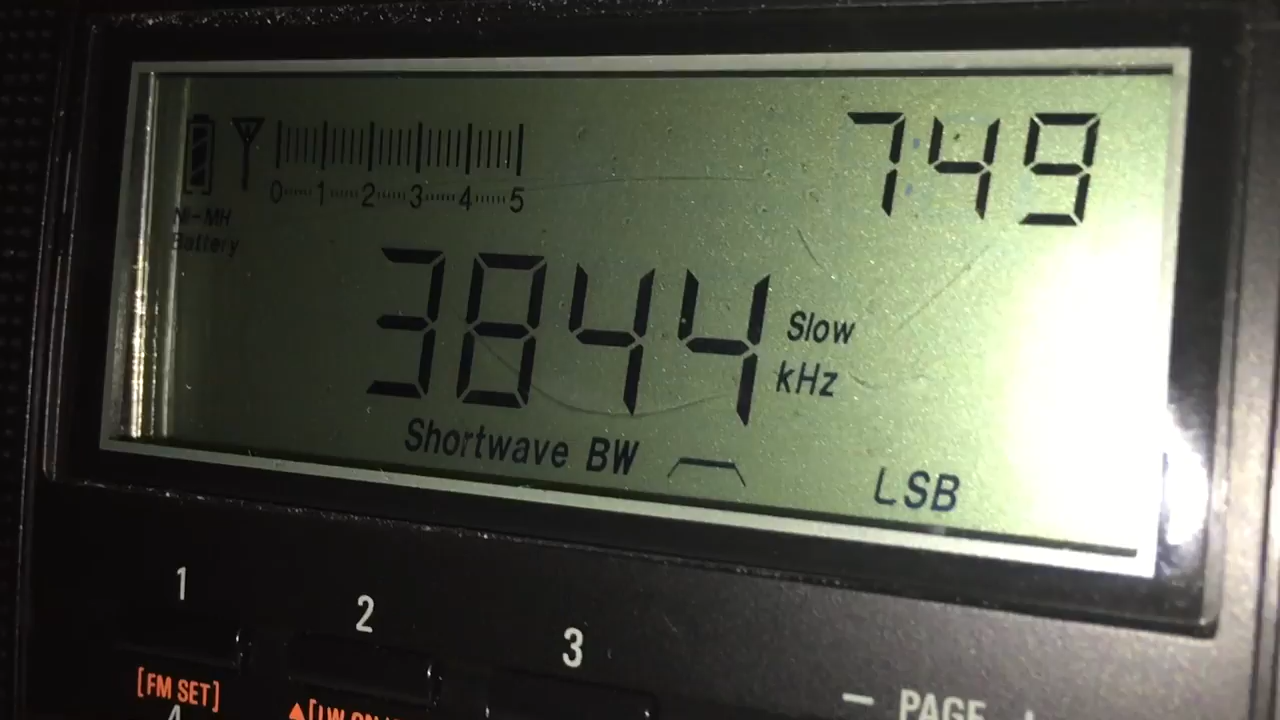 749
0 1 2 3 4 5
Ni-MH
Battery
3844 Slow
kHz
Shortwave BW
LSB
1 2 3
[FM SET]
− PAGE